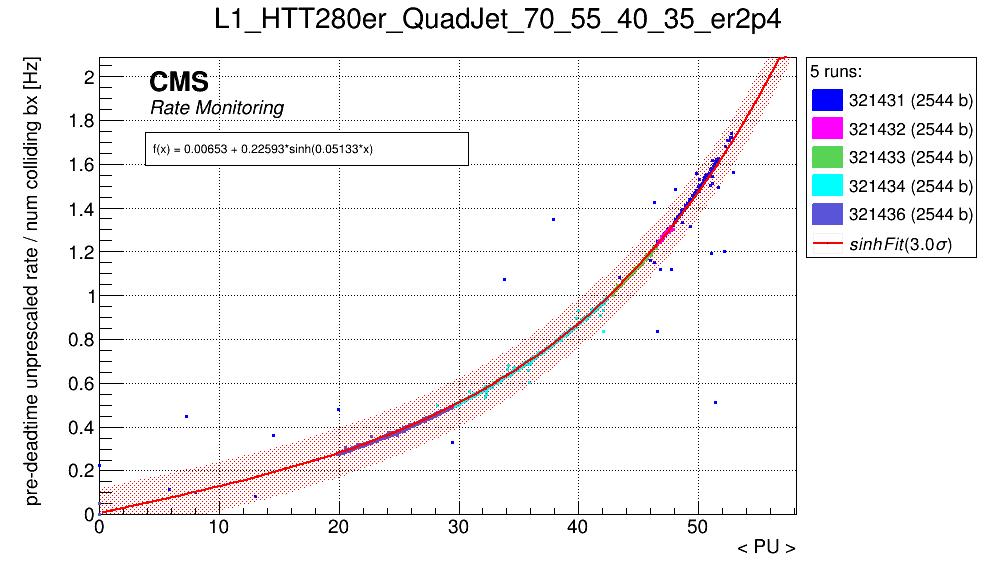 L1_HTT280er_QuadJet_70_55_40_35_er2p4
pre-deadtime unprescaled rate / num colliding bx [Hz]
CMS
Rate Monitoring
f(x) = 0.00653 + 0.22593*sinh(0.05133*x)
2
1.8
1.6
1.4
1.2
1
0.8
0.6
0.4
0.2
0
0 10 20 30 40 50
< PU >
5 runs:
321431 (2544 b)
321432 (2544 b)
321433 (2544 b)
321434 (2544 b)
321436 (2544 b)
sinhFit(3.0σ)